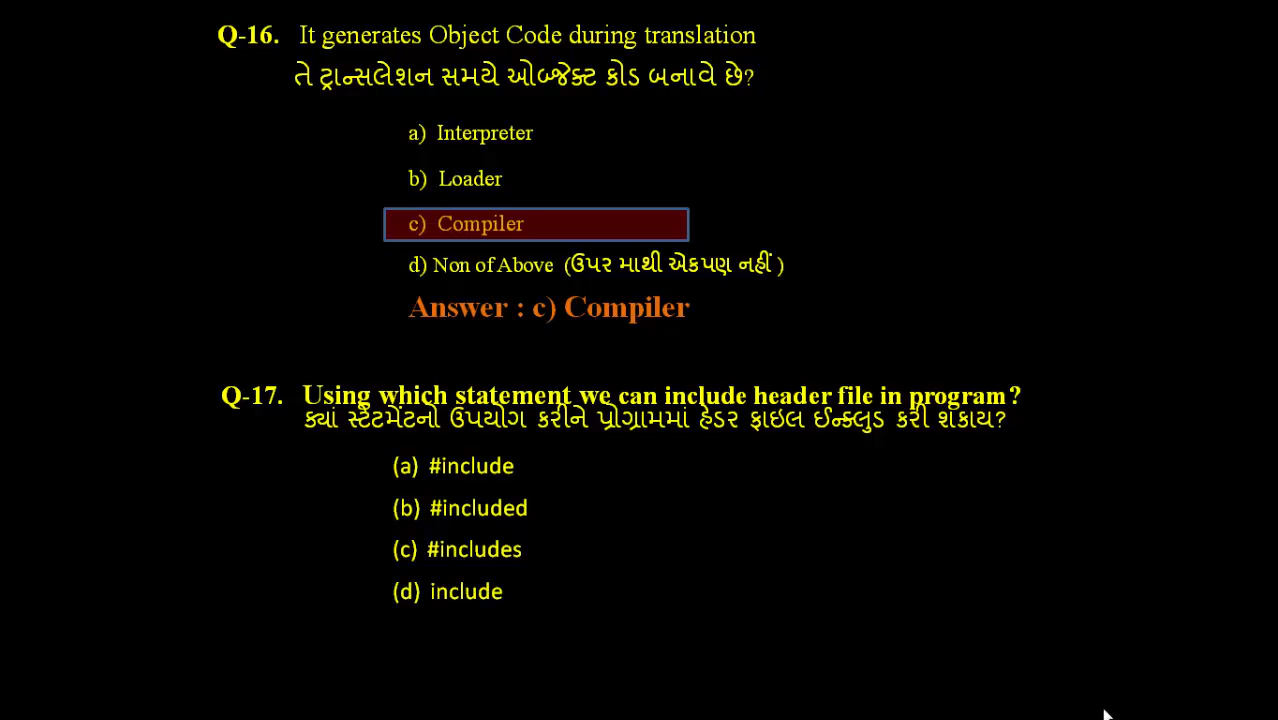 Q-16. It generates Object Code during translation
તે ટ્રાન્સલેશન સમયે ઓબ્જેક્ટ કોડ બનાવે છે?
a) Interpreter
b) Loader
c) Compiler
d) Non of Above (ઉપર માથી એકપણ નહીં )
Answer : c) Compiler
Q-17. Using which statement we can include header file in program?
ક્યાં સ્ટેટમેંટનો ઉપયોગ કરીને પ્રોગ્રામમાં હેડર ફાઇલ ઈન્ક્લુડ કરી શકાય?
(a) #include
(b) #included
(c) #includes
(d) include